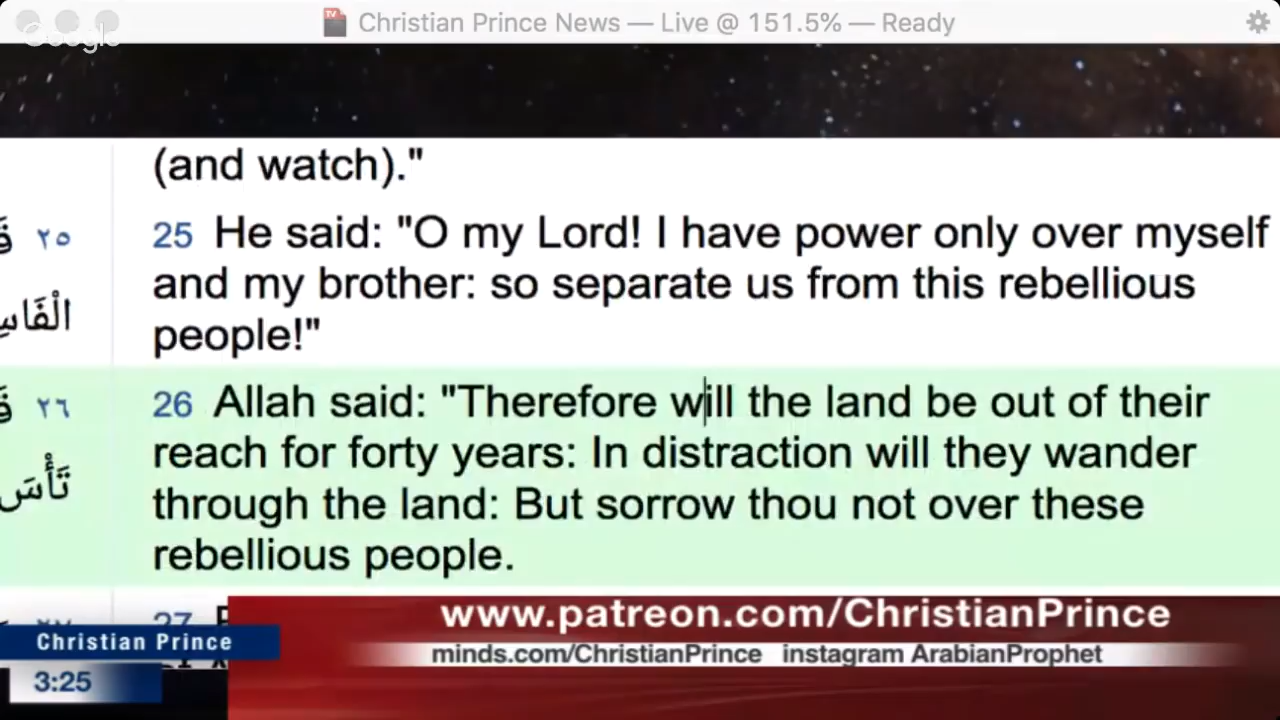 Google
Christian Prince News — Live @ 151.5% — Ready
(and watch)."
٢٥
25 He said: "O my Lord! I have power only over myself
and my brother: so separate us from this rebellious
people!"
٢٦
26 Allah said: "Therefore will the land be out of their
reach for forty years: In distraction will they wander
through the land: But sorrow thou not over these
rebellious people.
27
www.patreon.com/ChristianPrince
Christian Prince
minds.com/ChristianPrince instagram ArabianProphet
3:25